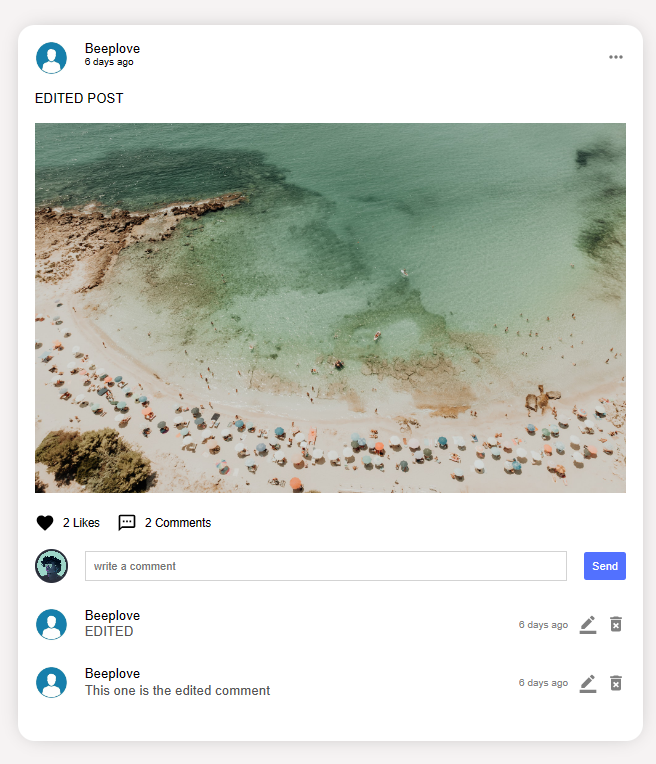 Beeplove
6 days ago
EDITED POST
2 Likes
2 Comments
write a comment
Send
Beeplove
EDITED
6 days ago
Beeplove
This one is the edited comment
6 days ago